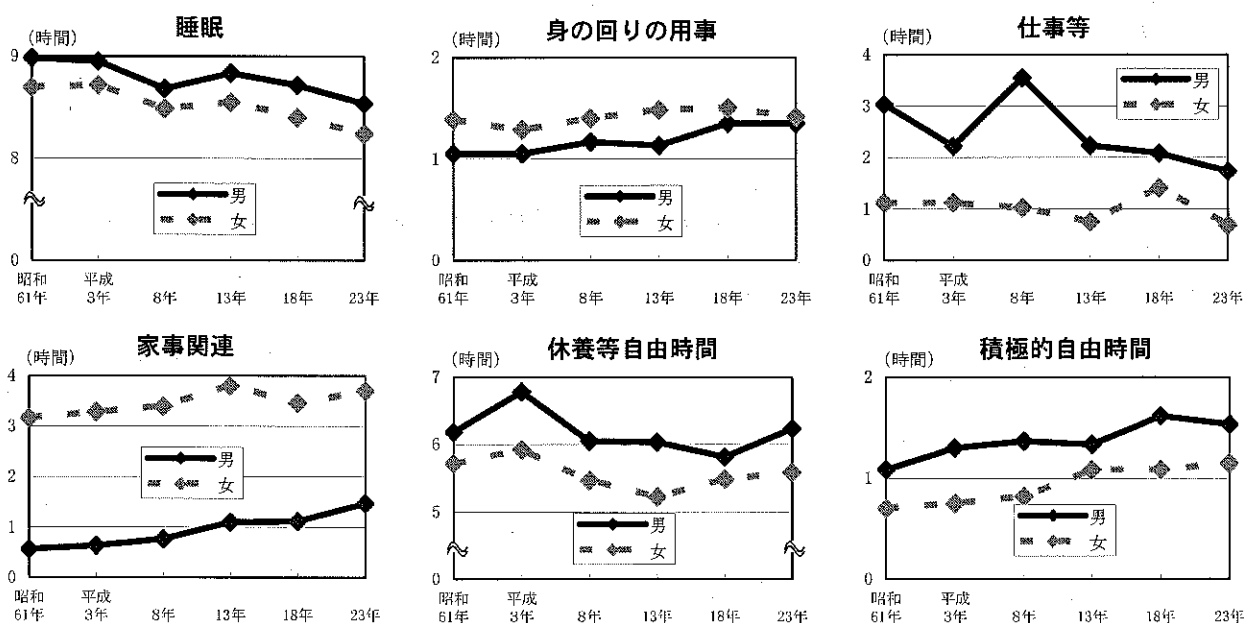 睡眠
(時間)
9
8
0
男
女
昭和
61年
平成
3年
8年
13年
18年
23年
身の回りの用事
(時間)
2
1
0
男
女
昭和
61年
平成
3年
8年
13年
18年
23年
仕事等
(時間)
4
3
2
1
0
男
女
昭和
61年
平成
3年
8年
13年
18年
23年
家事関連
(時間)
4
3
2
1
0
男
女
昭和
61年
平成
3年
8年
13年
18年
23年
休養等自由時間
(時間)
7
6
5
0
男
女
昭和
61年
平成
3年
8年
13年
18年
23年
積極的自由時間
(時間)
2
1
0
男
女
昭和
61年
平成
3年
8年
13年
18年
23年